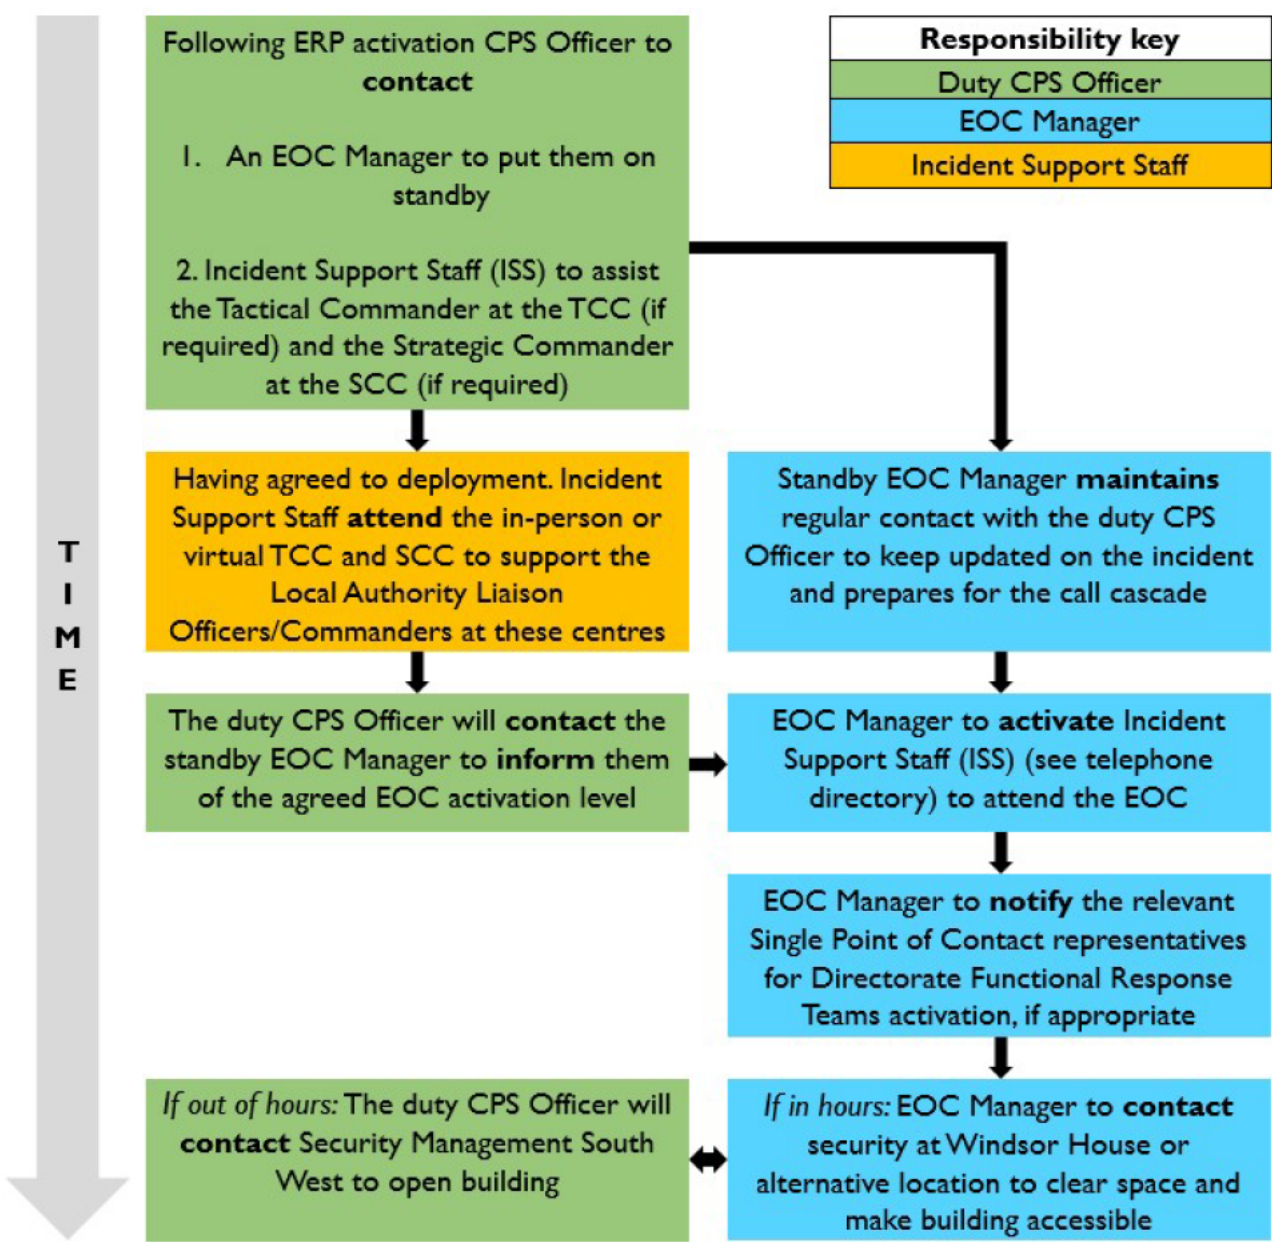 Following ERP activation CPS Officer to
contact
1. An EOC Manager to put them on
standby
2. Incident Support Staff (ISS) to assist
the Tactical Commander at the TCC (if
required) and the Strategic Commander
at the SCC (if required)
Responsibility key
Duty CPS Officer
EOC Manager
Incident Support Staff
T
I
M
E
Having agreed to deployment. Incident
Support Staff attend the in-person or
virtual TCC and SCC to support the
Local Authority Liaison
Officers/Commanders at these centres
Standby EOC Manager maintains
regular contact with the duty CPS
Officer to keep updated on the incident
and prepares for the call cascade
The duty CPS Officer will contact the
standby EOC Manager to inform them
of the agreed EOC activation level
EOC Manager to activate Incident
Support Staff (ISS) (see telephone
directory) to attend the EOC
EOC Manager to notify the relevant
Single Point of Contact representatives
for Directorate Functional Response
Teams activation, if appropriate
If out of hours: The duty CPS Officer will
contact Security Management South
West to open building
If in hours: EOC Manager to contact
security at Windsor House or
alternative location to clear space and
make building accessible